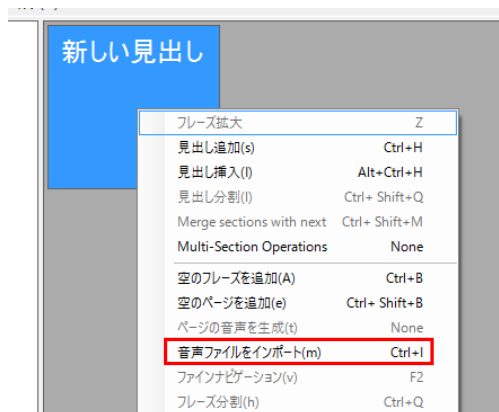 新しい見出し
フレーズ拡大 Z
見出し追加(s) Ctrl+H
見出し挿入(I) Alt+Ctrl+H
見出し分割(I) Ctrl+ Shift+Q
Merge sections with next Ctrl+ Shift+M
Multi-Section Operations None
空のフレーズを追加(A) Ctrl+B
空のページを追加(e) Ctrl+ Shift+B
ページの音声を生成(t) None
音声ファイルをインポート(m) Ctrl+I
ファインナビゲーション(v) F2
フレーズ分割(h) Ctrl+Q